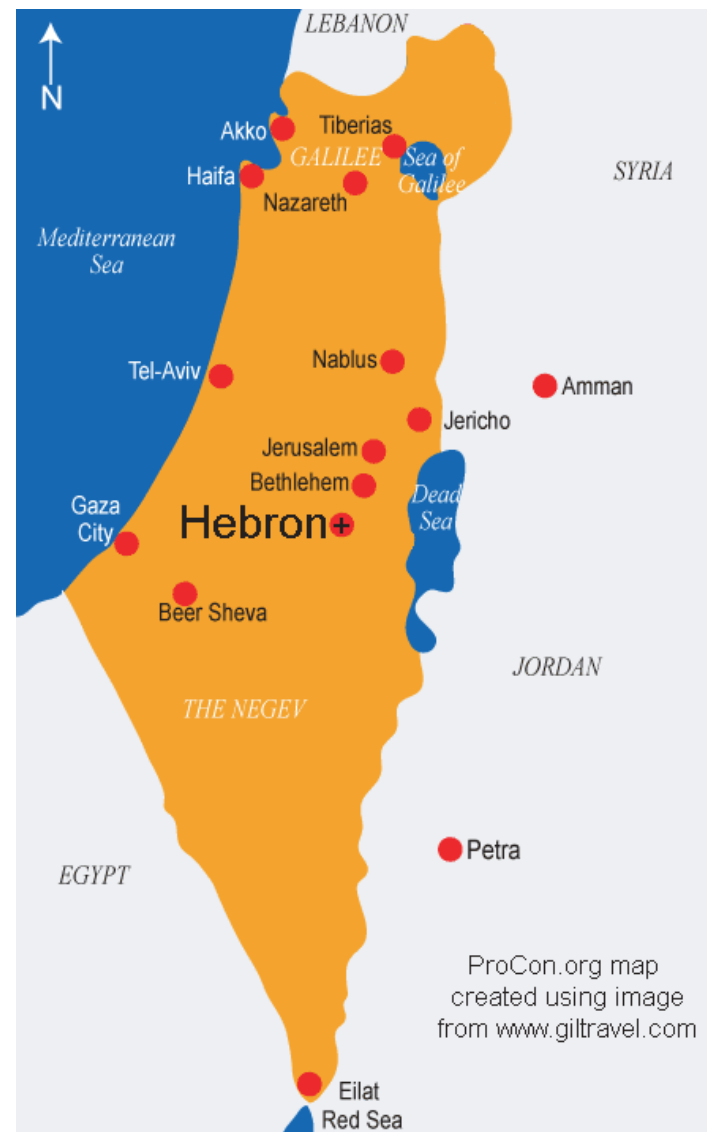 LEBANON
N
Akko
Tiberias
GALILEE
Sea of
Galilee
Haifa
Nazareth
SYRIA
Mediterranean
Sea
Nablus
Tel-Aviv
Amman
Jericho
Jerusalem
Bethlehem
Dead
Sea
Gaza
City
Hebron
Beer Sheva
JORDAN
THE NEGEV
Petra
EGYPT
ProCon.org map
created using image
from www.giltravel.com
Eilat
Red Sea